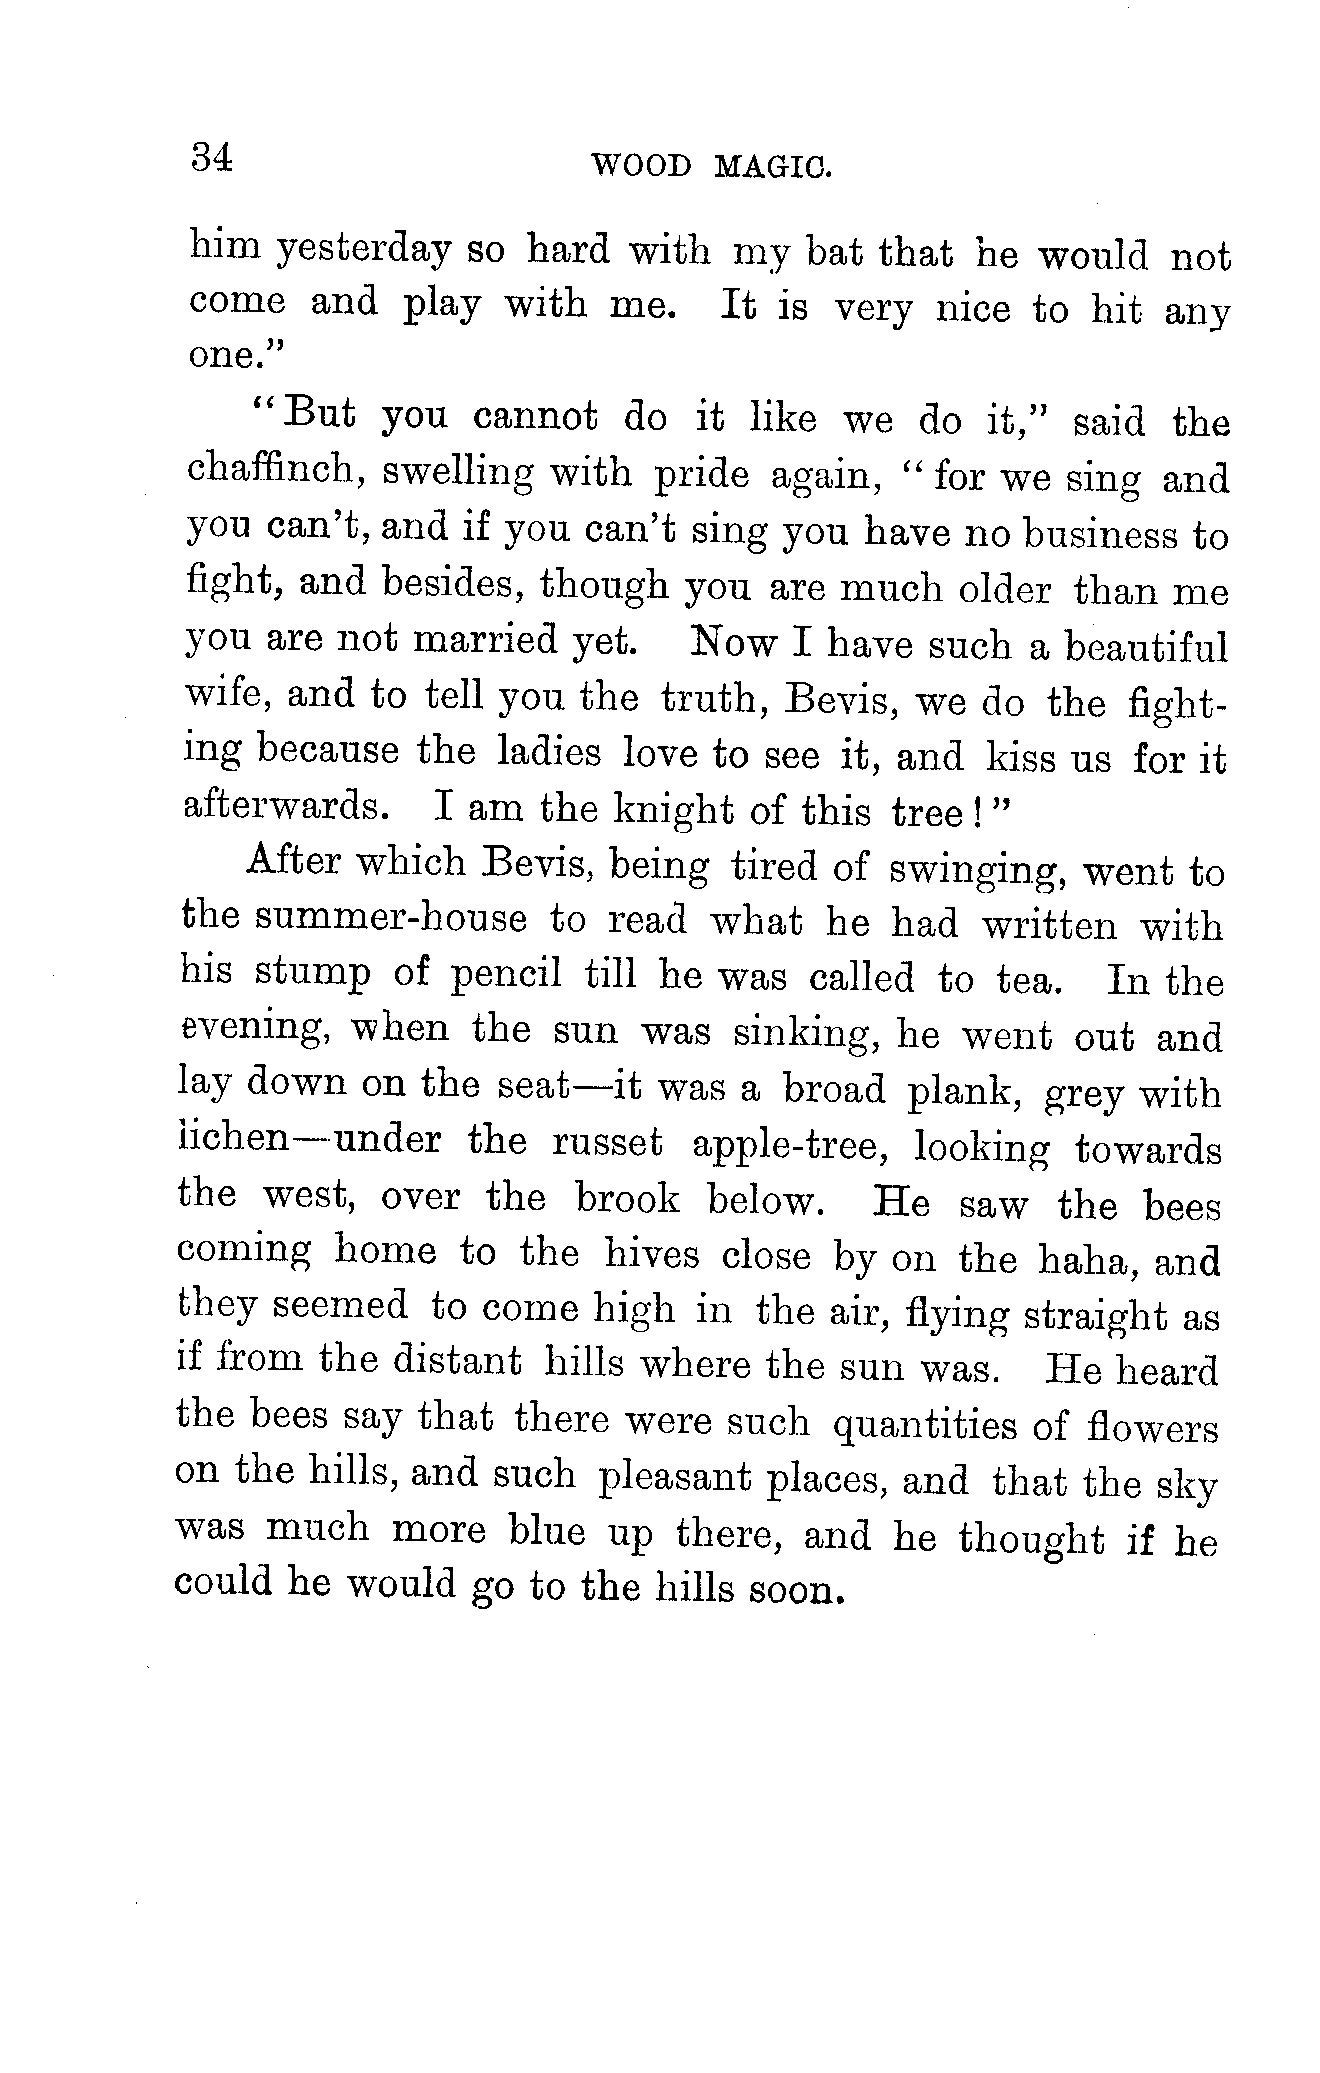 34 WOOD MAGIC.
him yesterday so hard with my bat that he would not
come and play with me. It is very nice to hit any
one."
"But you cannot do it like we do it," said the
chaffinch, swelling with pride again, "for we sing and
you can't, and if you can't sing you have no business to
fight, and besides, though you are much older than me
you are not married yet. Now I have such a beautiful
wife, and to tell you the truth, Bevis, we do the fight-
ing because the ladies love to see it, and kiss us for it
afterwards. I am the knight of this tree!"
After which Bevis, being tired of swinging, went to
the summer-house to read what he had written with
his stump of pencil till he was called to tea. In the
evening, when the sun was sinking, he went out and
lay down on the seat—it was a broad plank, grey with
lichen—under the russet apple-tree, looking towards
the west, over the brook below. He saw the bees
coming home to the hives close by on the haha, and
they seemed to come high in the air, flying straight as
if from the distant hills where the sun was. He heard
the bees say that there were such quantities of flowers
on the hills, and such pleasant places, and that the sky
was much more blue up there, and he thought if he
could he would go to the hills soon.